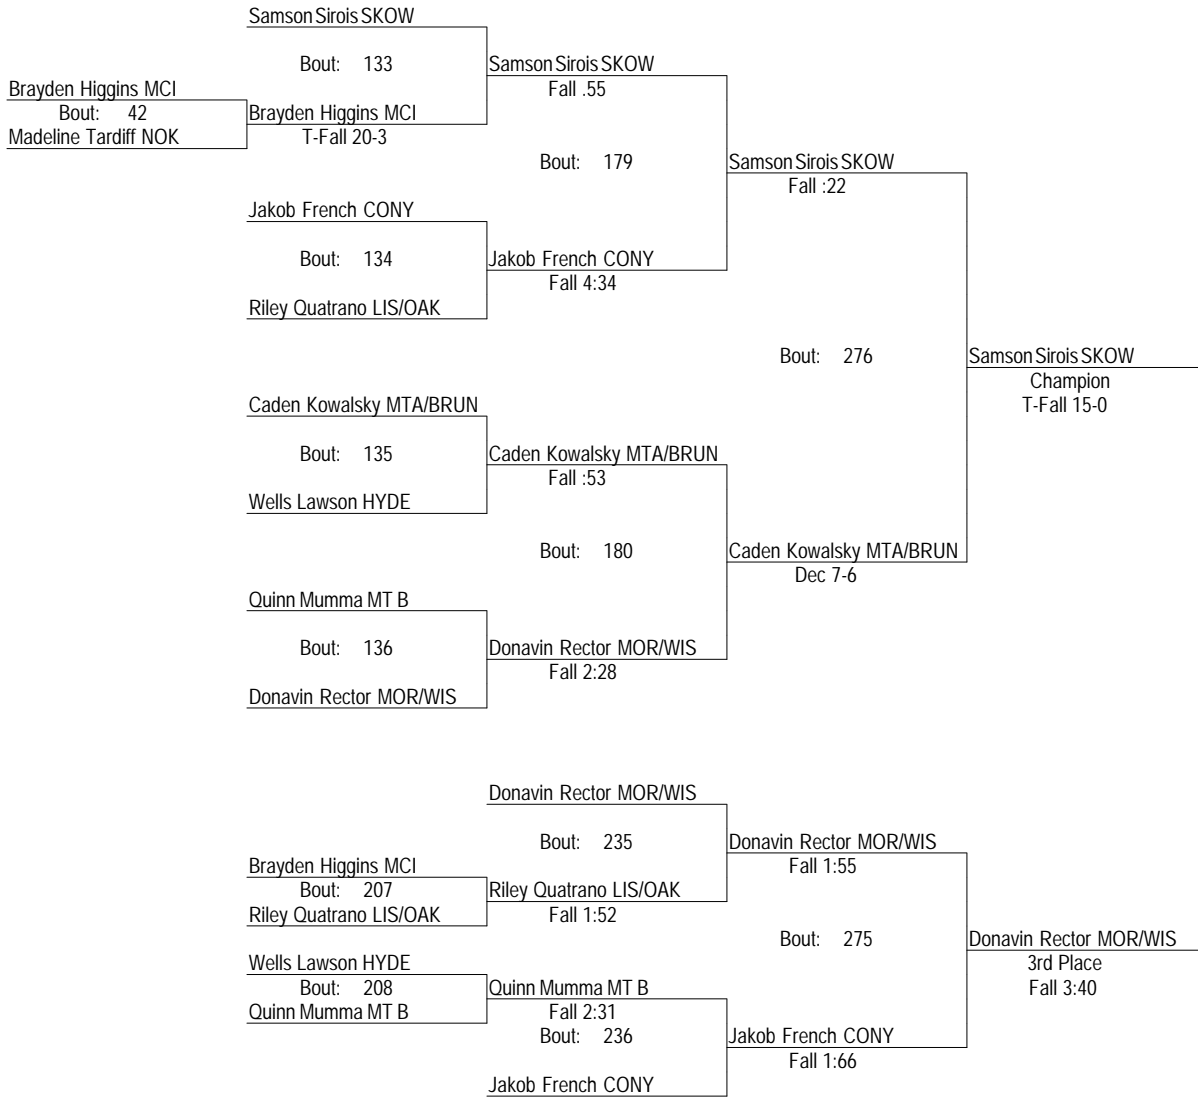 Samson Sirois SKOW
Bout: 133
Samson Sirois SKOW
Fall .55
Brayden Higgins MCI
Bout: 42
Madeline Tardiff NOK
Brayden Higgins MCI
T-Fall 20-3
Bout: 179
Samson Sirois SKOW
Fall :22
Jakob French CONY
Bout: 134
Jakob French CONY
Fall 4:34
Riley Quatrano LIS/OAK
Bout: 276
Samson Sirois SKOW
Champion
T-Fall 15-0
Caden Kowalsky MTA/BRUN
Bout: 135
Caden Kowalsky MTA/BRUN
Fall :53
Wells Lawson HYDE
Bout: 180
Caden Kowalsky MTA/BRUN
Dec 7-6
Quinn Mumma MT B
Bout: 136
Donavin Rector MOR/WIS
Fall 2:28
Donavin Rector MOR/WIS
Donavin Rector MOR/WIS
Bout: 235
Donavin Rector MOR/WIS
Fall 1:55
Brayden Higgins MCI
Bout: 207
Riley Quatrano LIS/OAK
Riley Quatrano LIS/OAK
Fall 1:52
Bout: 275
Donavin Rector MOR/WIS
3rd Place
Fall 3:40
Wells Lawson HYDE
Bout: 208
Quinn Mumma MT B
Quinn Mumma MT B
Fall 2:31
Bout: 236
Jakob French CONY
Fall 1:66
Jakob French CONY